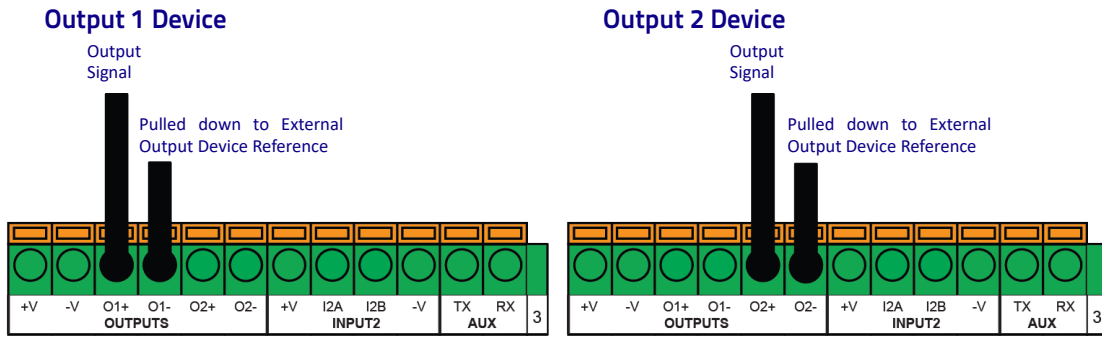 Output 1 Device
Output
Signal
Pulled down to External
Output Device Reference
+V -V O1+ O1- O2+ O2- +V I2A I2B -V TX RX 3
OUTPUTS INPUT2 AUX
Output 2 Device
Output
Signal
Pulled down to External
Output Device Reference
+V -V O1+ O1- O2+ O2- +V I2A I2B -V TX RX 3
OUTPUTS INPUT2 AUX